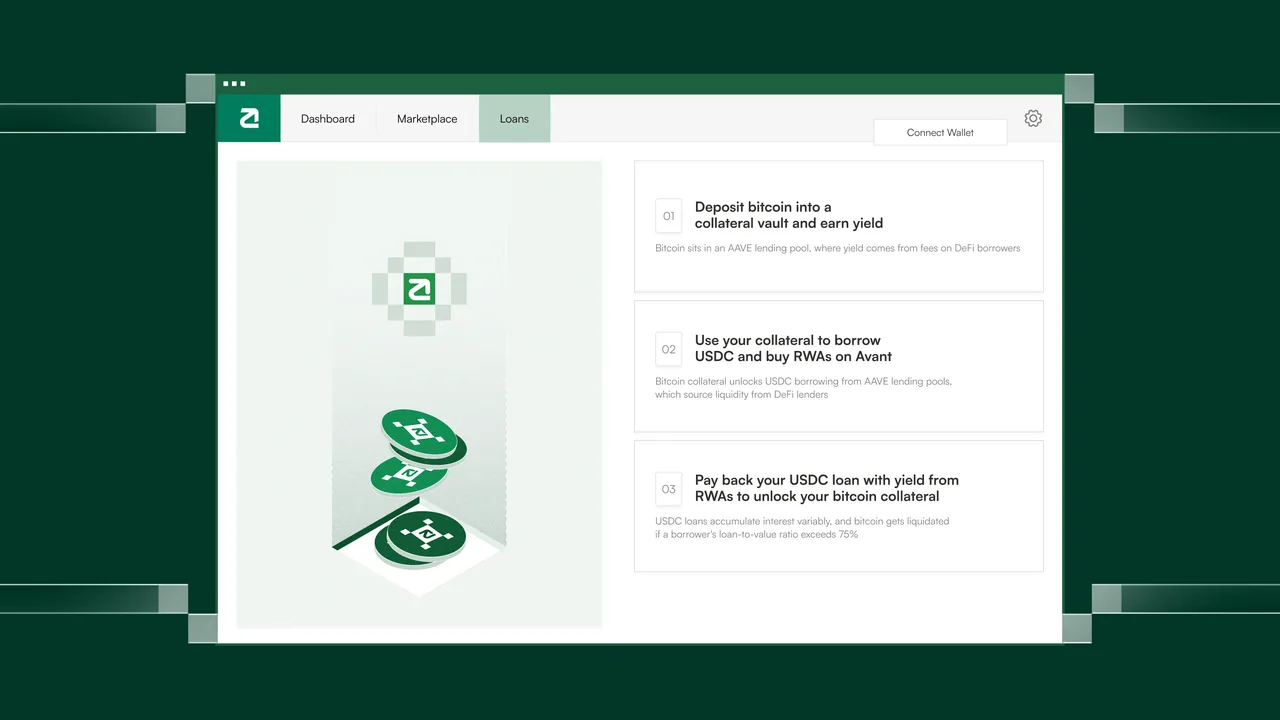 Dashboard
Marketplace
Loans
Connect Wallet
01
Deposit bitcoin into a
collateral vault and earn yield
Bitcoin sits in an AAVE lending pool, where yield comes from fees on DeFi borrowers
02
Use your collateral to borrow
USDC and buy RWAs on Avant
Bitcoin collateral unlocks USDC borrowing from AAVE lending pools,
which source liquidity from DeFi lenders
03
Pay back your USDC loan with yield from
RWAs to unlock your bitcoin collateral
USDC loans accumulate interest variably, and bitcoin gets liquidated
if a borrower's loan-to-value ratio exceeds 75%